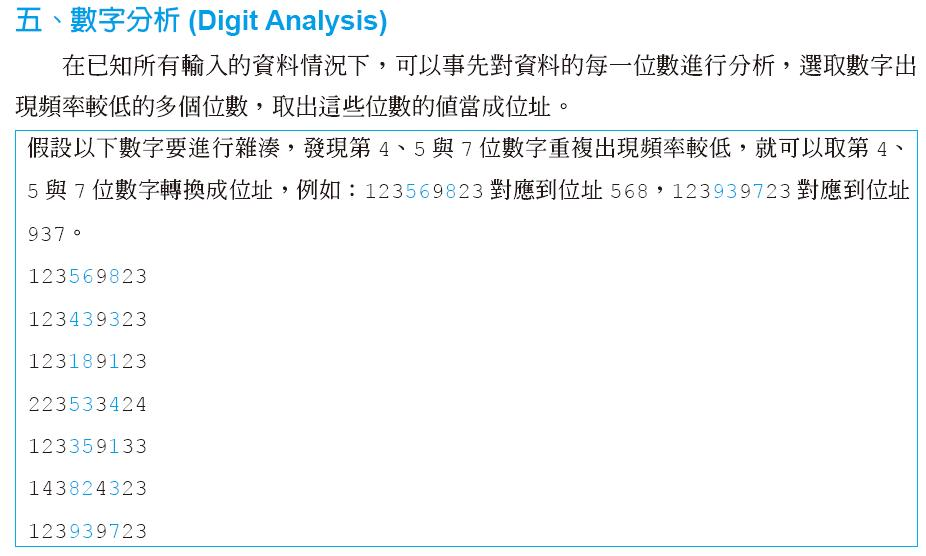 五、數字分析 (Digit Analysis)
在已知所有輸入的資料情況下，可以事先對資料的每一位數進行分析，選取數字出
現頻率較低的多個位數，取出這些位數的值當成位址。
假設以下數字要進行雜湊，發現第 4、5 與 7 位數字重複出現頻率較低，就可以取第 4、
5 與 7 位數字轉換成位址，例如：123569823 對應到位址 568，123939723 對應到位址
937。
123569823
123439323
123189123
223533424
123359133
143824323
123939723